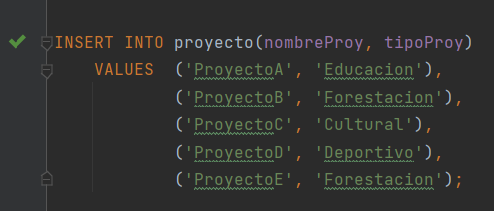 INSERT INTO proyecto(nombreProy, tipoProy)
VALUES ('ProyectoA', 'Educacion'),
('ProyectoB', 'Forestacion'),
('ProyectoC', 'Cultural'),
('ProyectoD', 'Deportivo'),
('ProyectoE', 'Forestacion');